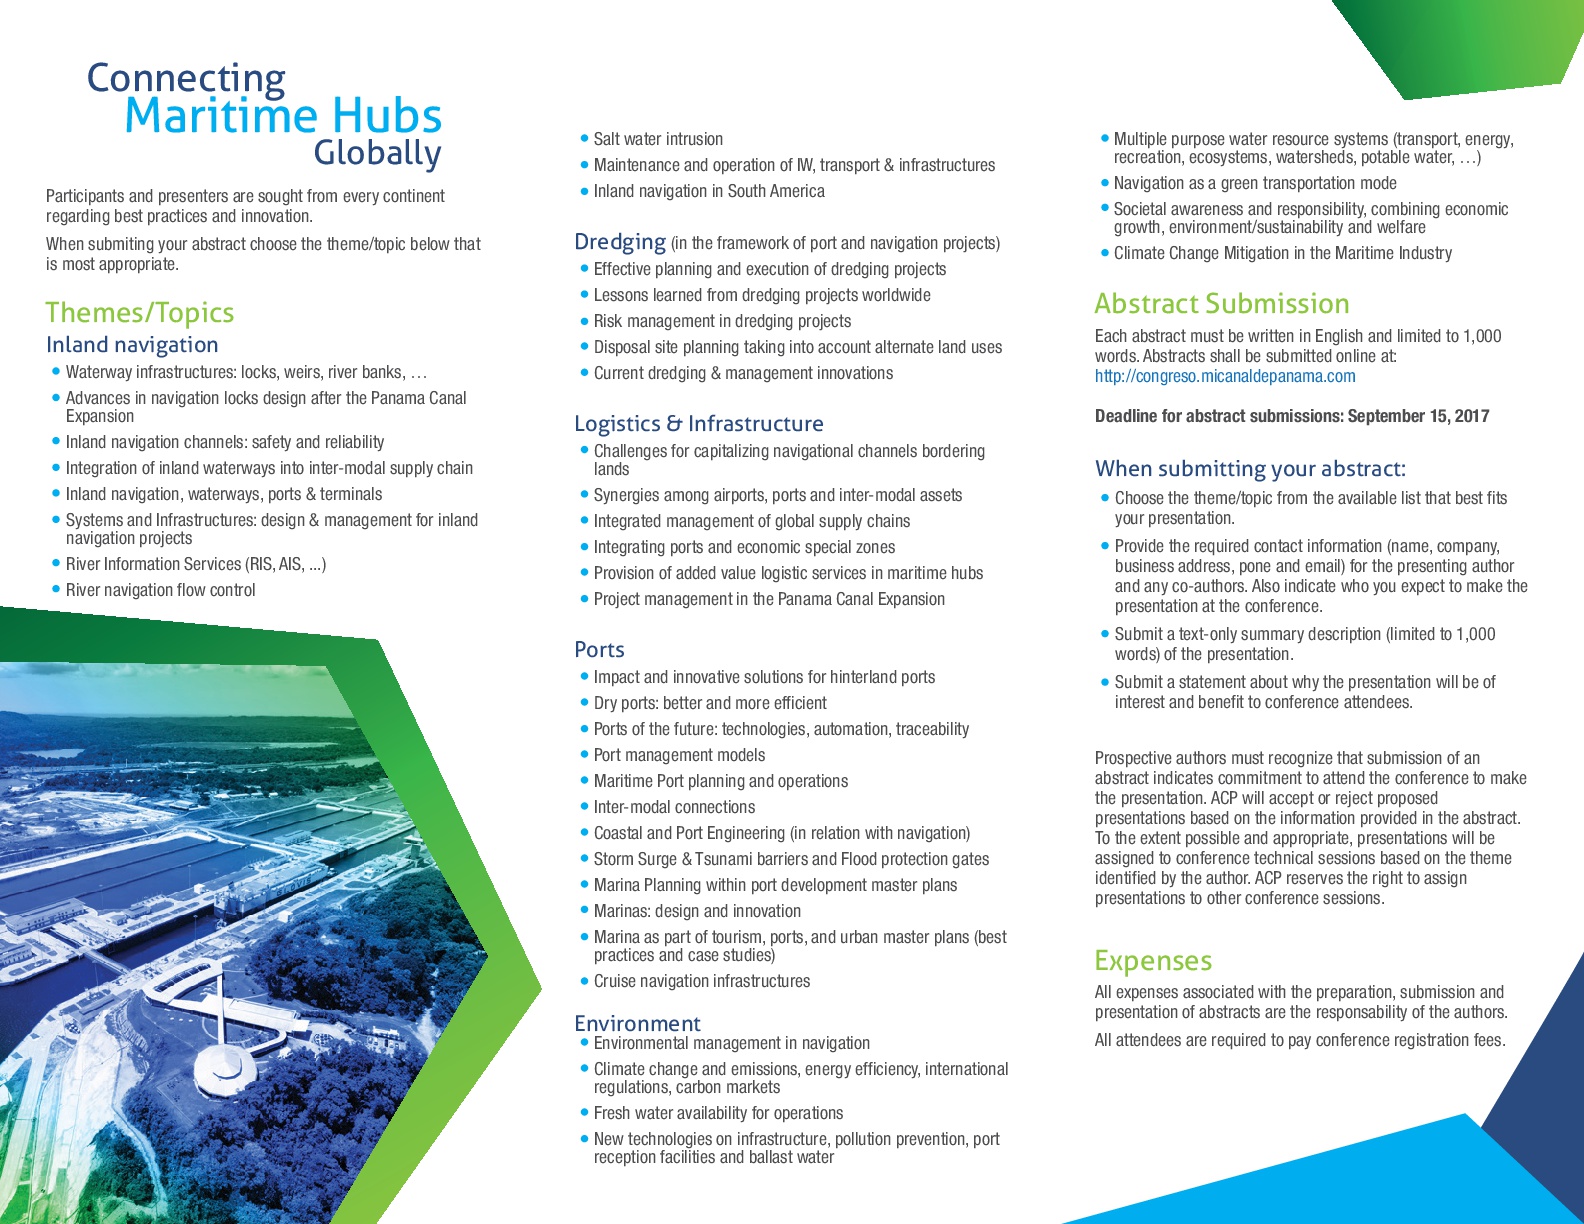 Connecting
Maritime Hubs
Globally
Participants and presenters are sought from every continent
regarding best practices and innovation.
When submiting your abstract choose the theme/topic below that
is most appropriate.
Themes/Topics
Inland navigation
• Waterway infrastructures: locks, weirs, river banks, …
• Advances in navigation locks design after the Panama Canal
Expansion
• Inland navigation channels: safety and reliability
• Integration of inland waterways into inter-modal supply chain
• Inland navigation, waterways, ports & terminals
• Systems and Infrastructures: design & management for inland
navigation projects
• River Information Services (RIS, AIS, ...)
• River navigation flow control
• Salt water intrusion
• Maintenance and operation of IW, transport & infrastructures
• Inland navigation in South America
Dredging (in the framework of port and navigation projects)
• Effective planning and execution of dredging projects
• Lessons learned from dredging projects worldwide
• Risk management in dredging projects
• Disposal site planning taking into account alternate land uses
• Current dredging & management innovations
Logistics & Infrastructure
• Challenges for capitalizing navigational channels bordering
lands
• Synergies among airports, ports and inter-modal assets
• Integrated management of global supply chains
• Integrating ports and economic special zones
• Provision of added value logistic services in maritime hubs
• Project management in the Panama Canal Expansion
Ports
• Impact and innovative solutions for hinterland ports
• Dry ports: better and more efficient
• Ports of the future: technologies, automation, traceability
• Port management models
• Maritime Port planning and operations
• Inter-modal connections
• Coastal and Port Engineering (in relation with navigation)
• Storm Surge & Tsunami barriers and Flood protection gates
• Marina Planning within port development master plans
• Marinas: design and innovation
• Marina as part of tourism, ports, and urban master plans (best
practices and case studies)
• Cruise navigation infrastructures
Environment
• Environmental management in navigation
• Climate change and emissions, energy efficiency, international
regulations, carbon markets
• Fresh water availability for operations
• New technologies on infrastructure, pollution prevention, port
reception facilities and ballast water
• Multiple purpose water resource systems (transport, energy,
recreation, ecosystems, watersheds, potable water, …)
• Navigation as a green transportation mode
• Societal awareness and responsibility, combining economic
growth, environment/sustainability and welfare
• Climate Change Mitigation in the Maritime Industry
Abstract Submission
Each abstract must be written in English and limited to 1,000
words. Abstracts shall be submitted online at:
http://congreso.micanaldepanama.com
Deadline for abstract submissions: September 15, 2017
When submitting your abstract:
• Choose the theme/topic from the available list that best fits
your presentation.
• Provide the required contact information (name, company,
business address, pone and email) for the presenting author
and any co-authors. Also indicate who you expect to make the
presentation at the conference.
• Submit a text-only summary description (limited to 1,000
words) of the presentation.
• Submit a statement about why the presentation will be of
interest and benefit to conference attendees.
Prospective authors must recognize that submission of an
abstract indicates commitment to attend the conference to make
the presentation. ACP will accept or reject proposed
presentations based on the information provided in the abstract.
To the extent possible and appropriate, presentations will be
assigned to conference technical sessions based on the theme
identified by the author. ACP reserves the right to assign
presentations to other conference sessions.
Expenses
All expenses associated with the preparation, submission and
presentation of abstracts are the responsability of the authors.
All attendees are required to pay conference registration fees.